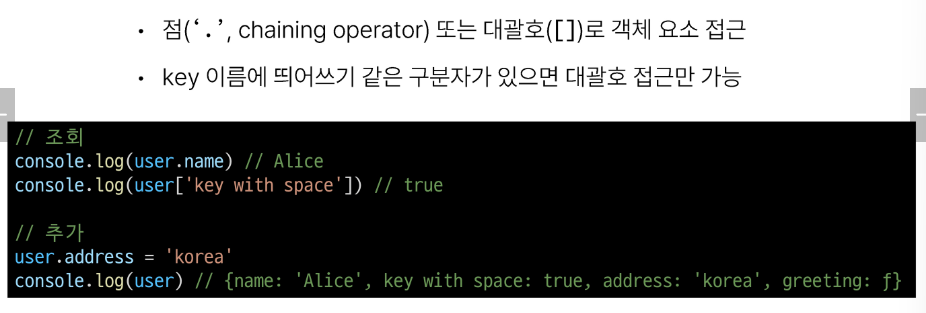 • 점(‘.’, chaining operator) 또는 대괄호([])로 객체 요소 접근
• key 이름에 띄어쓰기 같은 구분자가 있으면 대괄호 접근만 가능
// 조회
console.log(user.name) // Alice
console.log(user['key with space']) // true
// 추가
user.address = 'korea'
console.log(user) // {name: 'Alice', key with space: true, address: 'korea', greeting: ƒ}